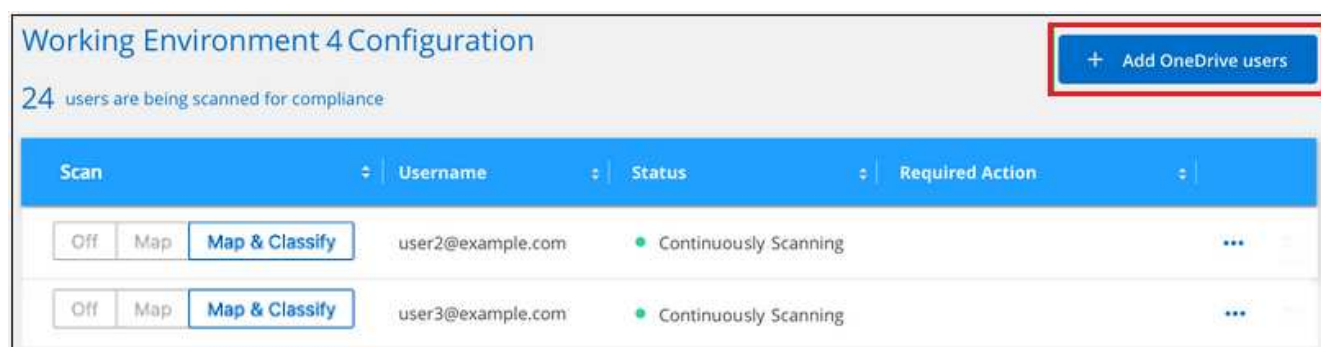 Working Environment 4 Configuration
+ Add OneDrive users
24 users are being scanned for compliance
Scan Username Status Required Action
Off Map Map & Classify user2@example.com Continuously Scanning ...
Off Map Map & Classify user3@example.com Continuously Scanning ...